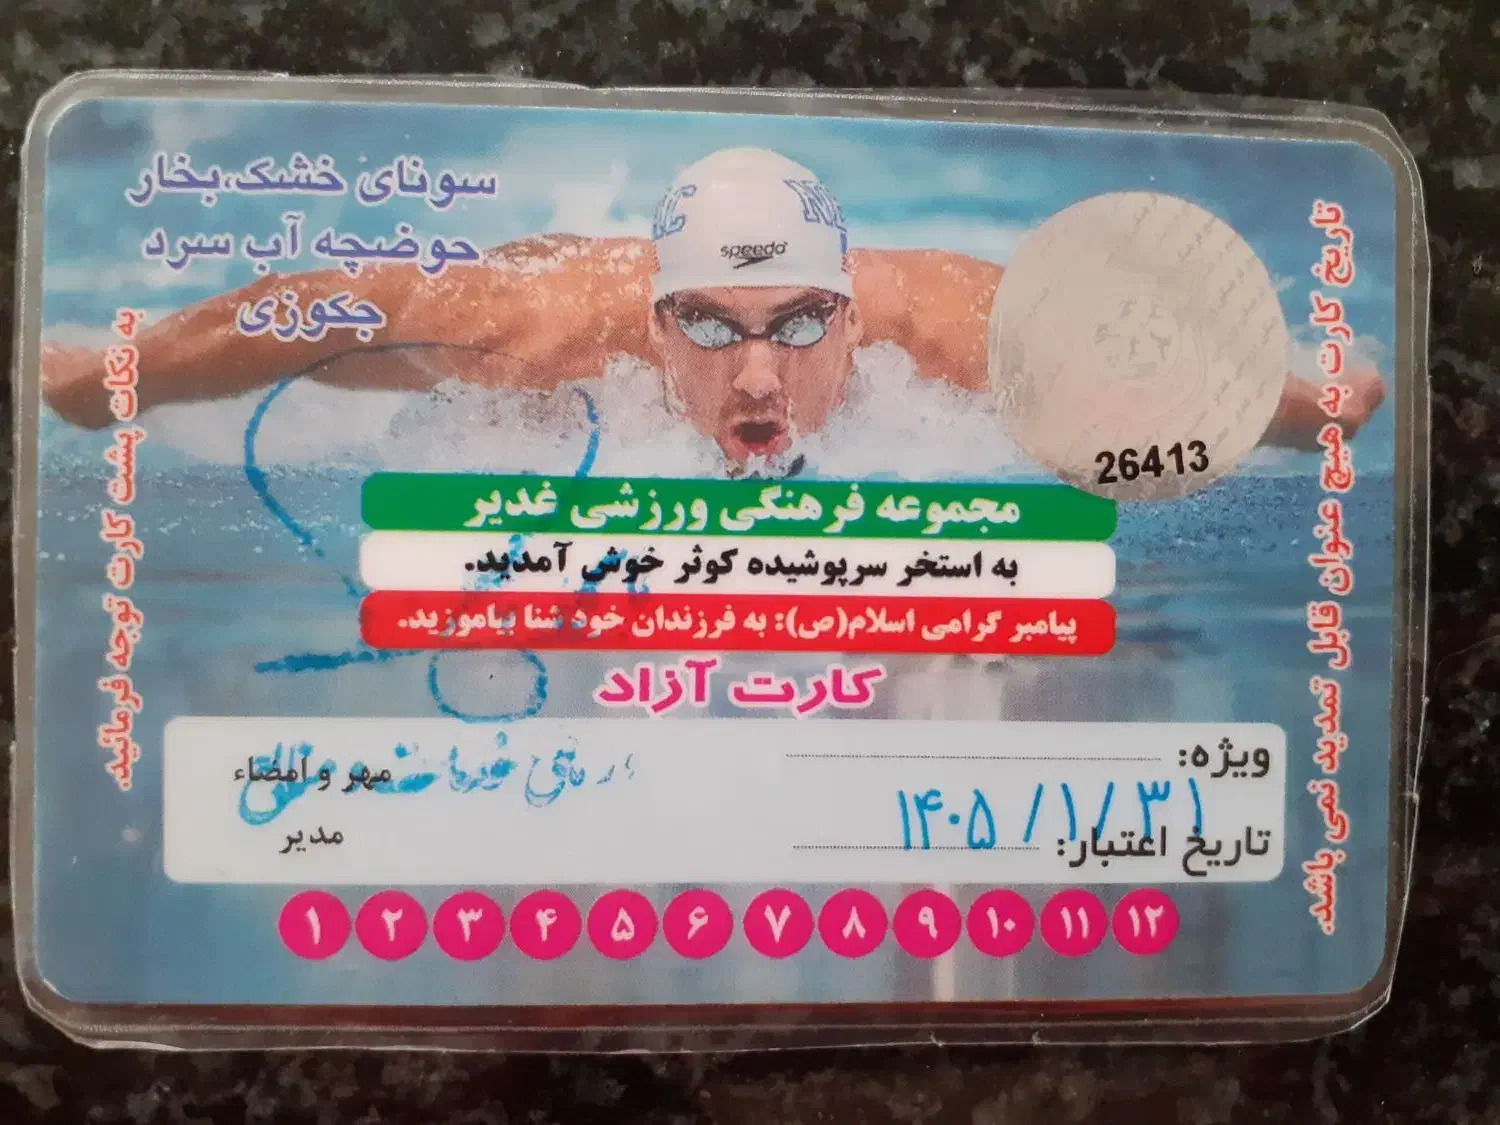 سونای خشک،بخار
حوضچه آب سرد
جکوزی
speedo
26413
تاریخ کارت به هیچ عنوان قابل تمدید نمی باشد.
به نکات پشت کارت توجه فرمائید.
مجموعه فرهنگی ورزشی غدیر
به استخر سرپوشیده کوثر خوش آمدید.
پیامبر گرامی اسلام(ص): به فرزندان خود شنا بیاموزید.
کارت آزاد
ویژه:
تاریخ اعتبار: ۱۴۰۵/۱/۳۱
مهر و امضاء
مدیر
۱ ۲ ۳ ۴ ۵ ۶ ۷ ۸ ۹ ۱۰ ۱۱ ۱۲